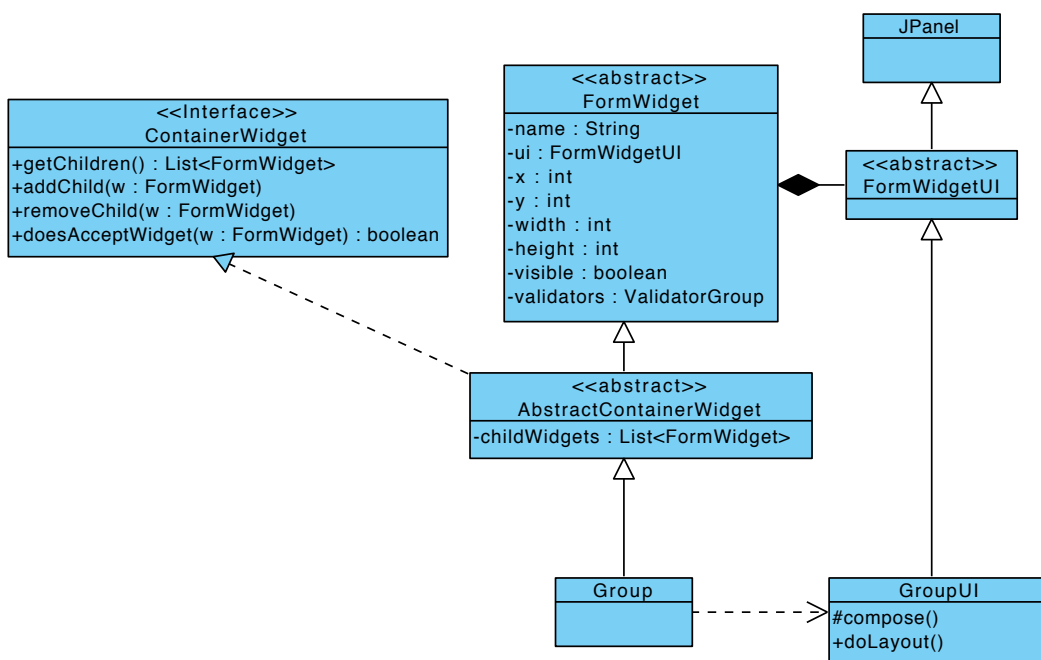 JPanel
<<abstract>>
FormWidget
-name : String
-ui : FormWidgetUI
-x : int
-y : int
-width : int
-height : int
-visible : boolean
-validators : ValidatorGroup
<<Interface>>
ContainerWidget
+getChildren() : List<FormWidget>
+addChild(w : FormWidget)
+removeChild(w : FormWidget)
+doesAcceptWidget(w : FormWidget) : boolean
<<abstract>>
FormWidgetUI
<<abstract>>
AbstractContainerWidget
-childWidgets : List<FormWidget>
Group
GroupUI
#compose()
+doLayout()